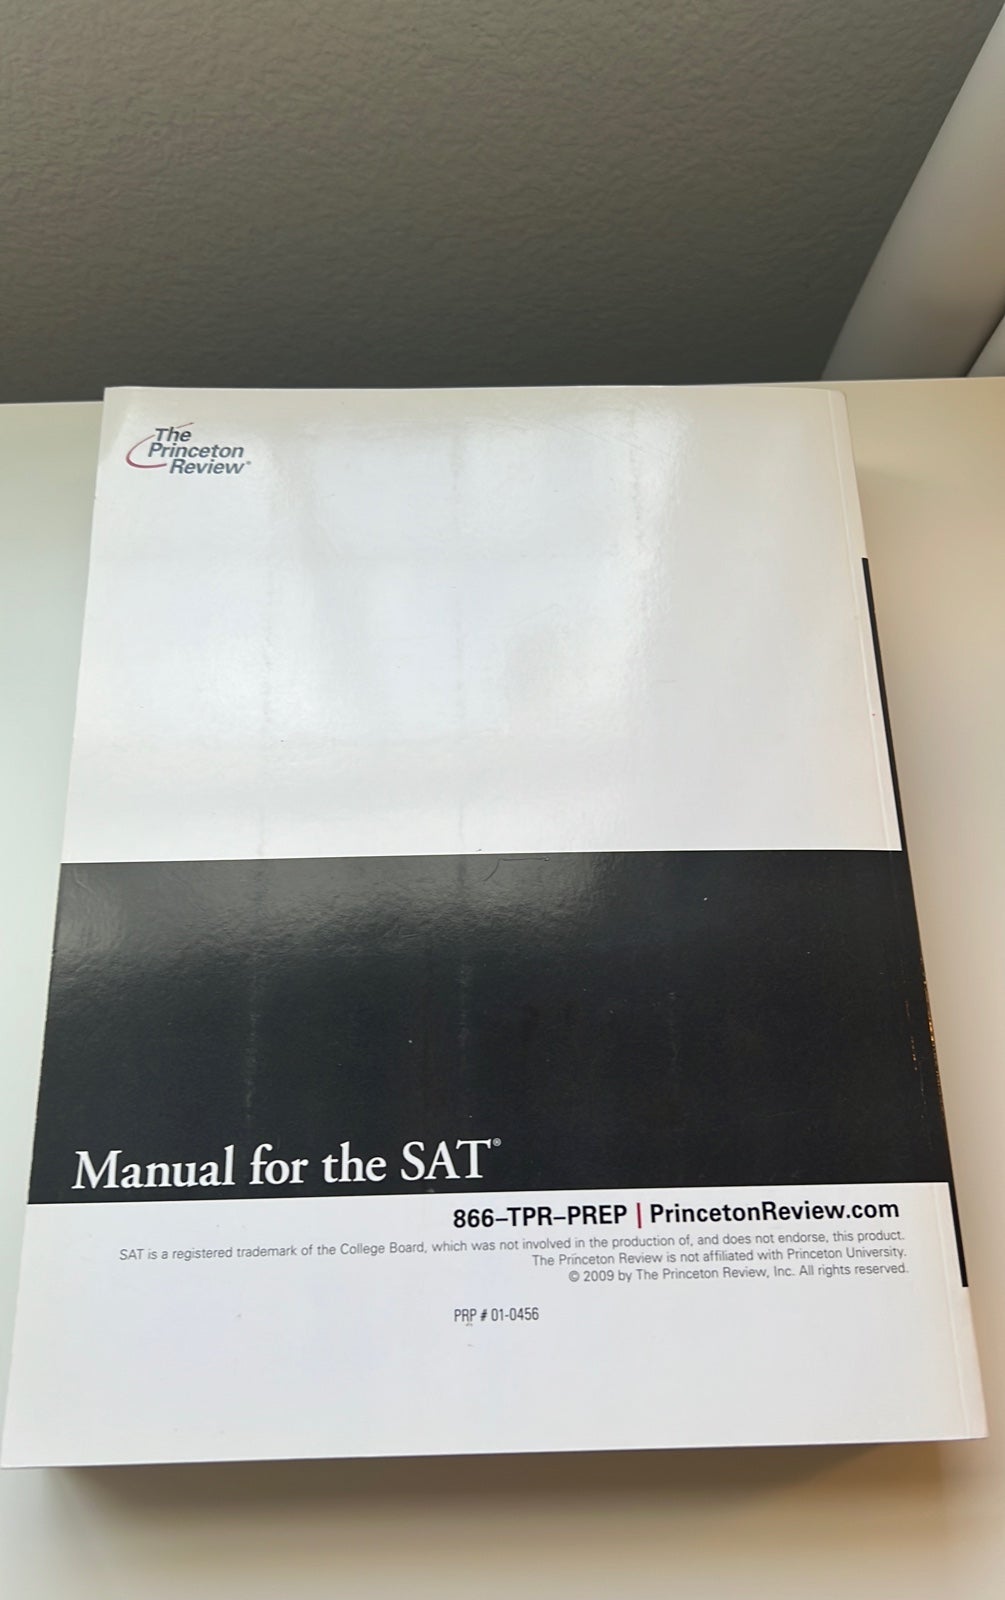 The
Princeton
Review®
Manual for the SAT®
866–TPR–PREP | PrincetonReview.com
SAT is a registered trademark of the College Board, which was not involved in the production of, and does not endorse, this product.
The Princeton Review is not affiliated with Princeton University.
© 2009 by The Princeton Review, Inc. All rights reserved.
PRP # 01-0456